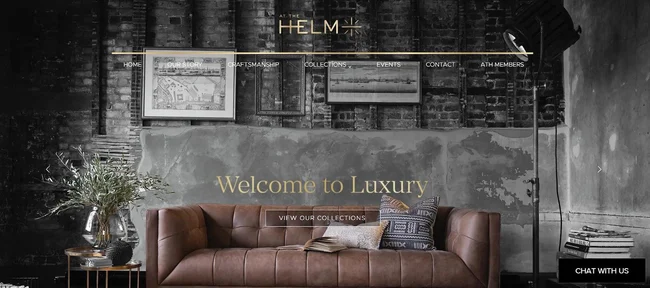 AT THE
HELM
HOME OUR STORY CRAFTSMANSHIP COLLECTIONS EVENTS CONTACT ATH MEMBERS
Welcome to Luxury
VIEW OUR COLLECTIONS
CHAT WITH US